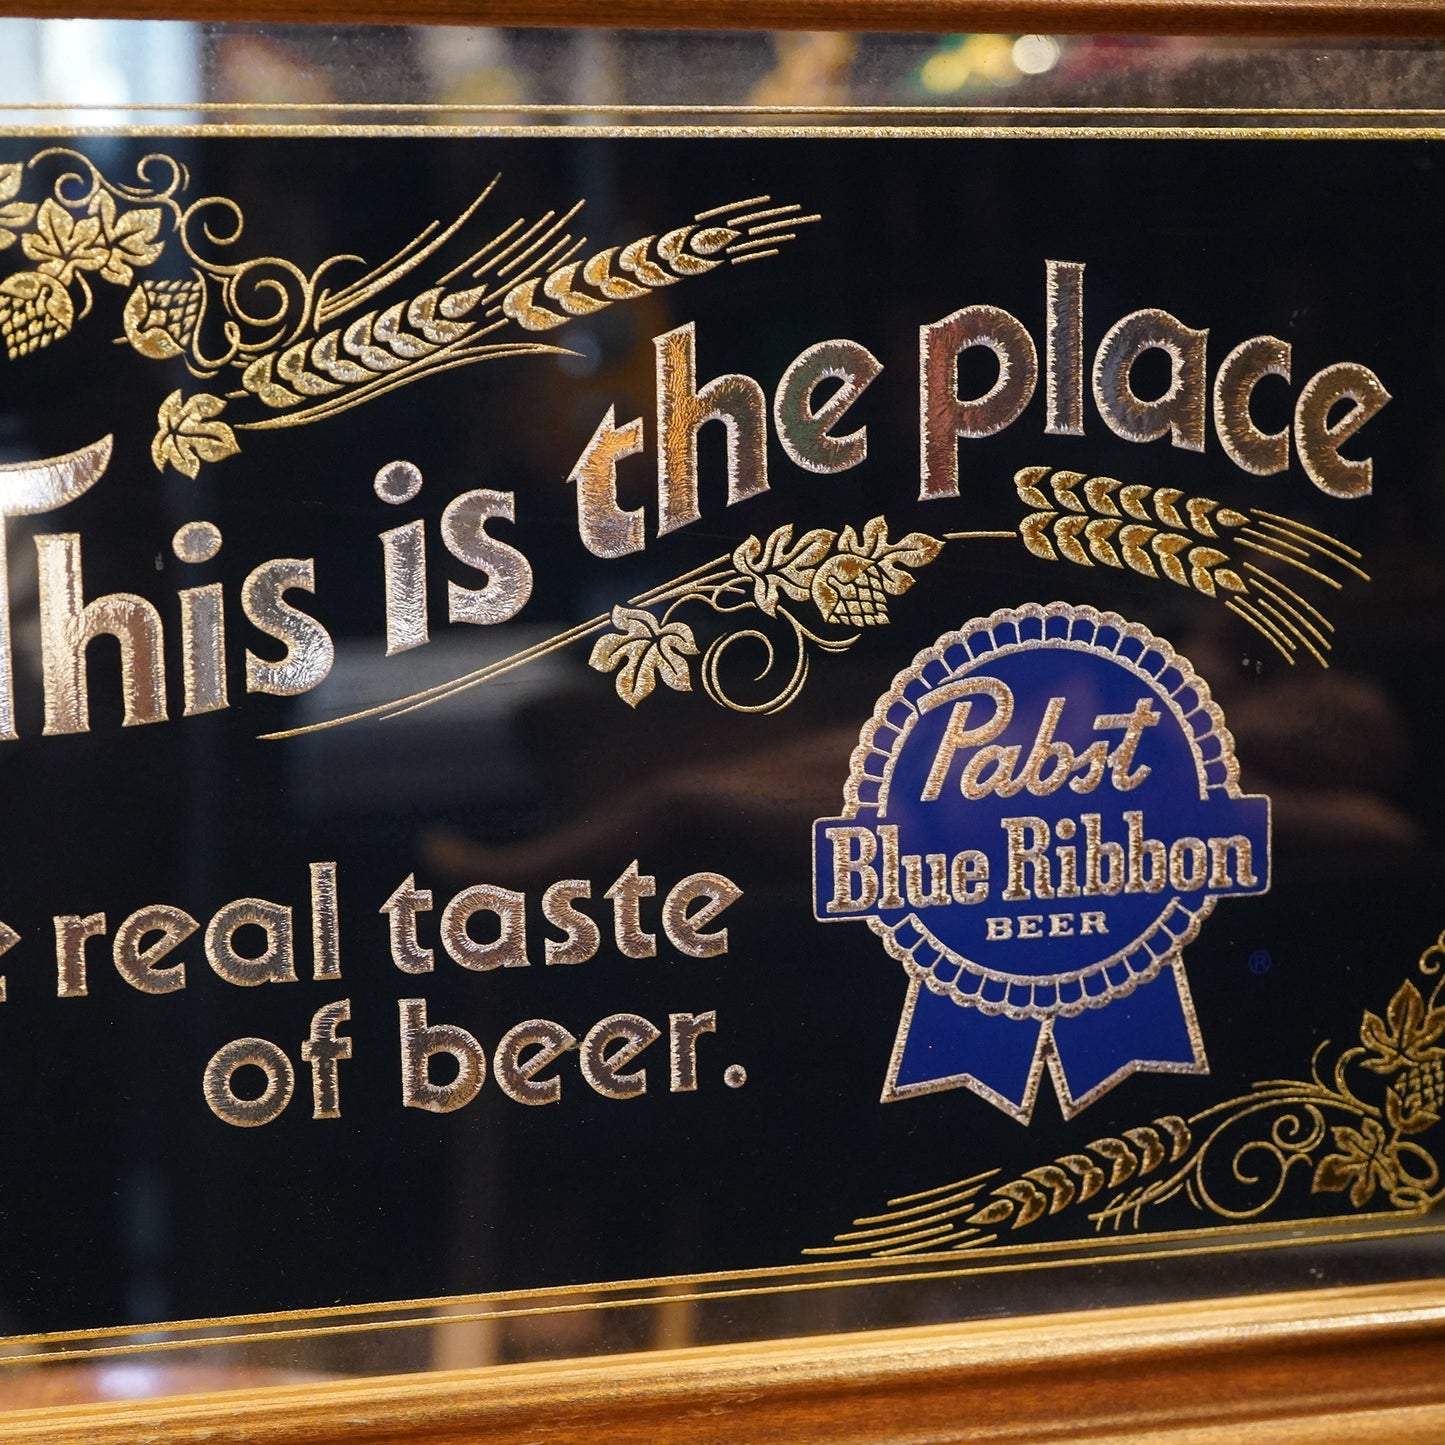 This is the place
real taste
of beer.
Pabst
Blue Ribbon
BEER
®